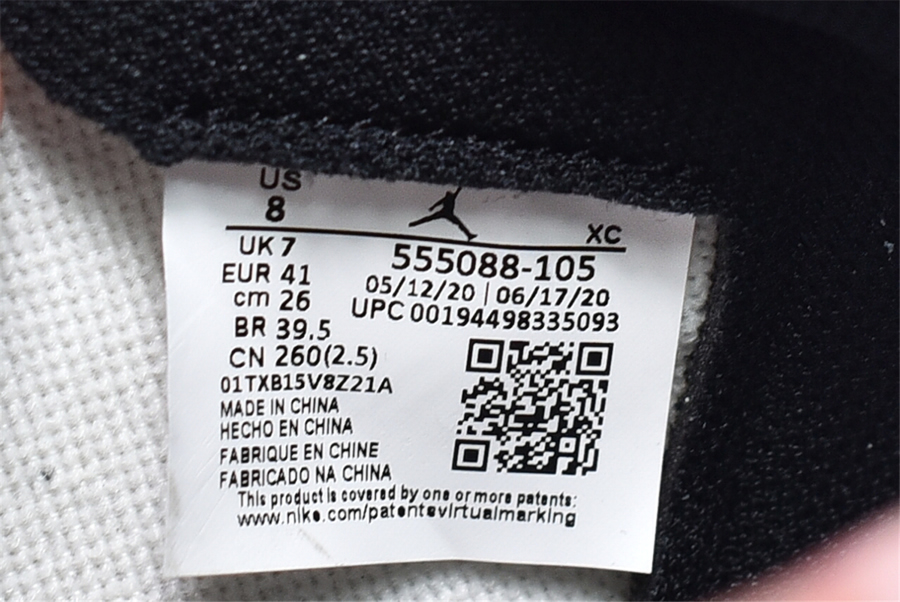 US
8
XC
UK 7
EUR 41
cm 26
BR 39.5
CN 260(2.5)
01TXB15V8Z21A
555088-105
05/12/20 | 06/17/20
UPC 00194498335093
MADE IN CHINA
HECHO EN CHINA
FABRIQUE EN CHINE
FABRICADO NA CHINA
This product is covered by one or more patents:
www.nike.com/patentsvirtualmarking